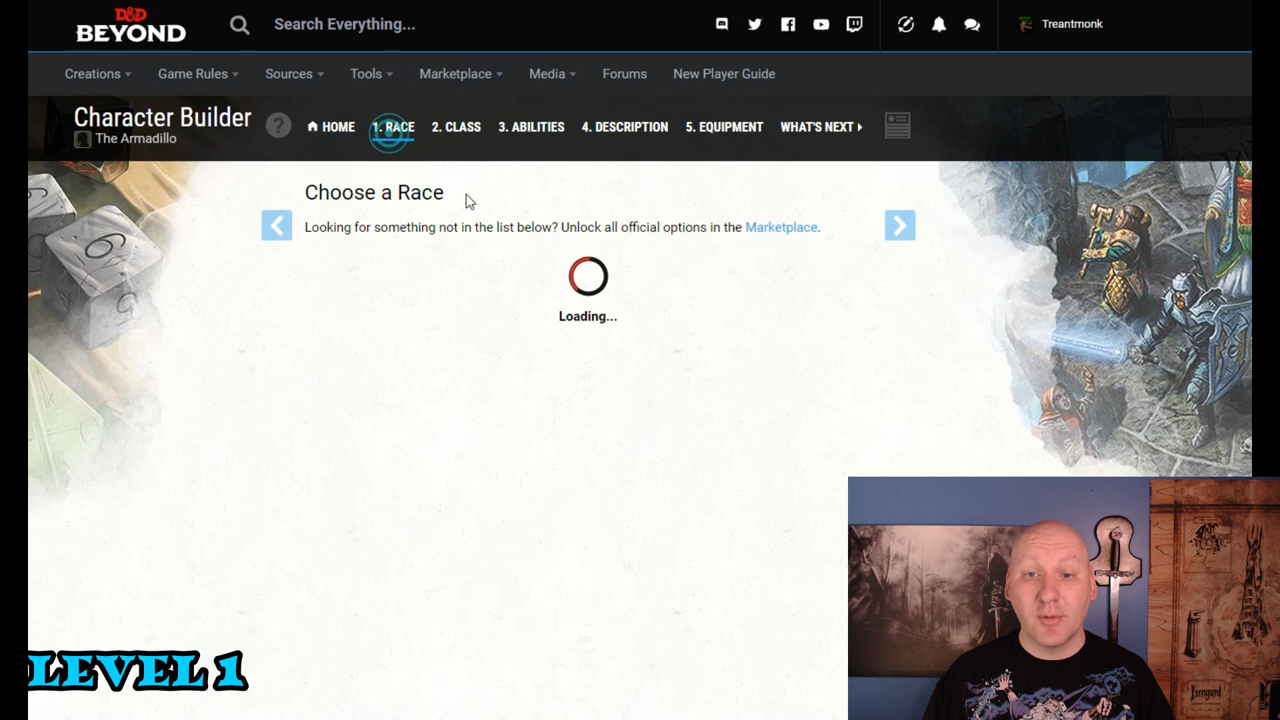 D&D
BEYOND
Search Everything...
Treantmonk
Creations
Game Rules
Sources
Tools
Marketplace
Media
Forums
New Player Guide
Character Builder
The Armadillo
?
HOME
1. RACE
2. CLASS
3. ABILITIES
4. DESCRIPTION
5. EQUIPMENT
WHAT'S NEXT
Choose a Race
Looking for something not in the list below? Unlock all official options in the Marketplace.
Loading...
LEVEL 1
Isengard